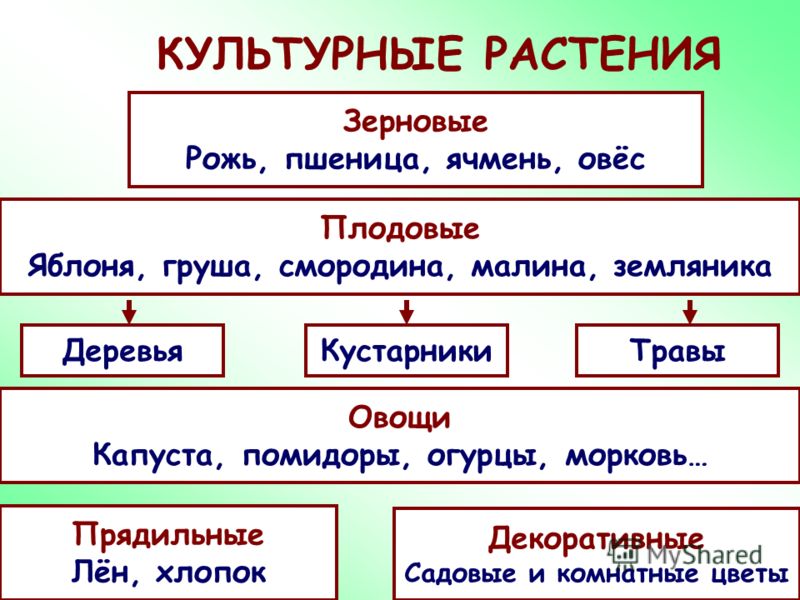 КУЛЬТУРНЫЕ РАСТЕНИЯ
Зерновые
Рожь, пшеница, ячмень, овёс
Плодовые
Яблоня, груша, смородина, малина, земляника
Деревья
Кустарники
Травы
Овощи
Капуста, помидоры, огурцы, морковь…
Прядильные
Лён, хлопок
Декоративные
Садовые и комнатные цветы
MyShared